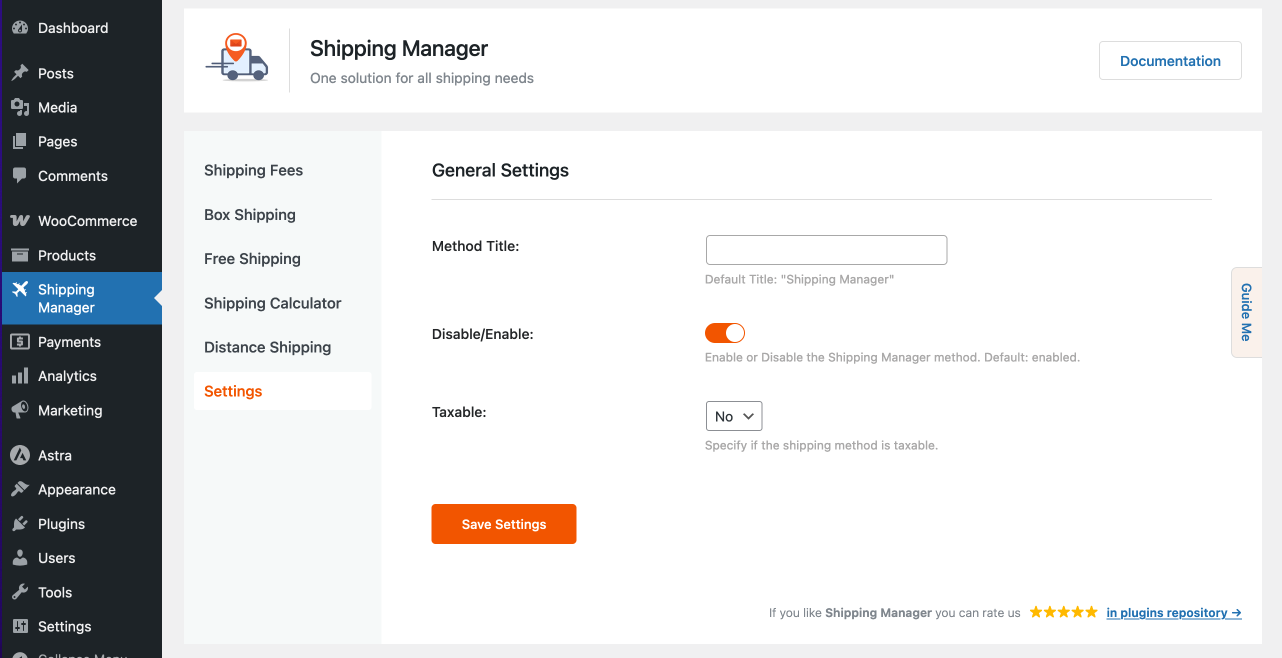 Dashboard
Posts
Media
Pages
Comments
WooCommerce
Products
Shipping
Manager
Payments
Analytics
Marketing
Astra
Appearance
Plugins
Users
Tools
Settings
Collapse Menu
Shipping Manager
One solution for all shipping needs
Documentation
Shipping Fees
Box Shipping
Free Shipping
Shipping Calculator
Distance Shipping
Settings
General Settings
Method Title:
Default Title: "Shipping Manager"
Disable/Enable:
Enable or Disable the Shipping Manager method. Default: enabled.
Taxable:
No
Specify if the shipping method is taxable.
Save Settings
Guide Me
If you like Shipping Manager you can rate us ★★★★★ in plugins repository →